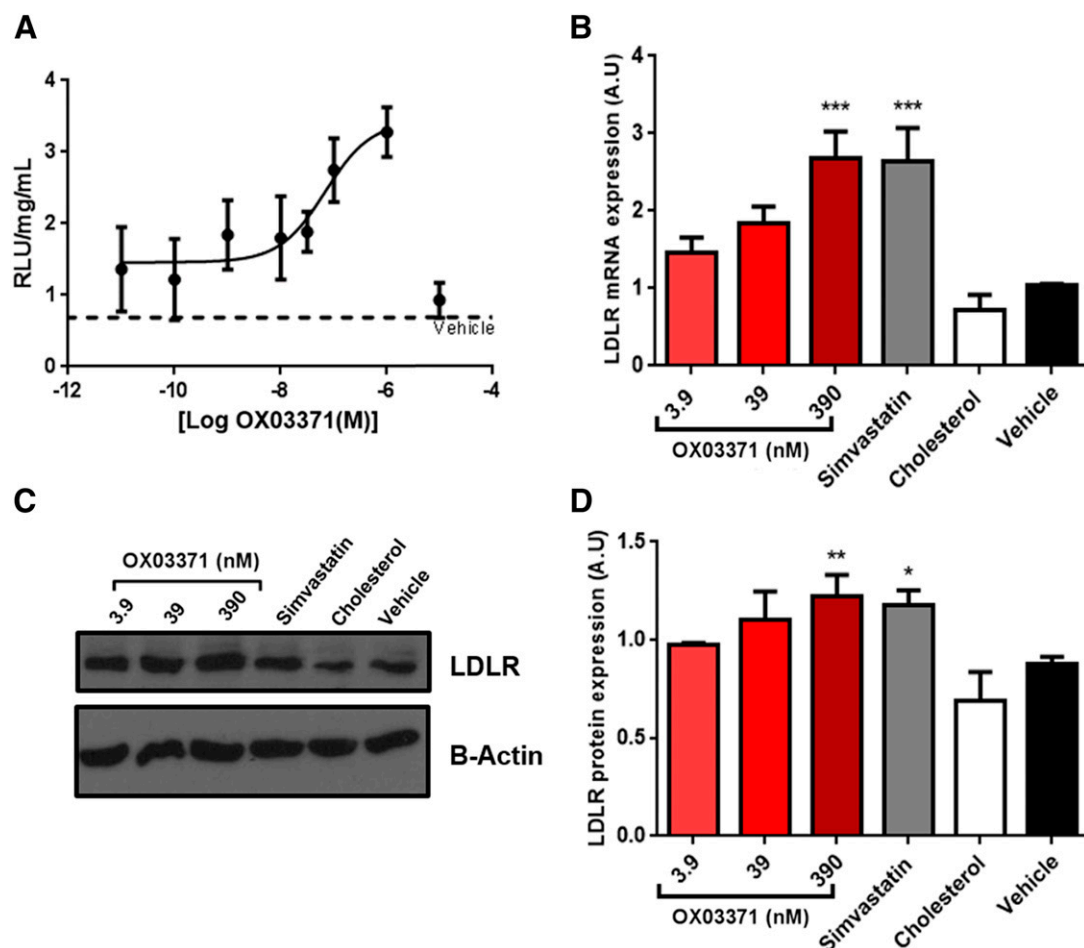 A
RLU/mg/mL
4
3
2
1
0
Vehicle
-12 -10 -8 -6 -4
[Log OX03371(M)]
B
LDLR mRNA expression (A.U)
4
3
2
1
0
*** ***
3.9 39 390 Simvastatin Cholesterol Vehicle
OX03371 (nM)
C
OX03371 (nM)
3.9 39 390 Simvastatin Cholesterol Vehicle
LDLR
B-Actin
D
LDLR protein expression (A.U)
1.5
1.0
0.5
0.0
** *
3.9 39 390 Simvastatin Cholesterol Vehicle
OX03371 (nM)